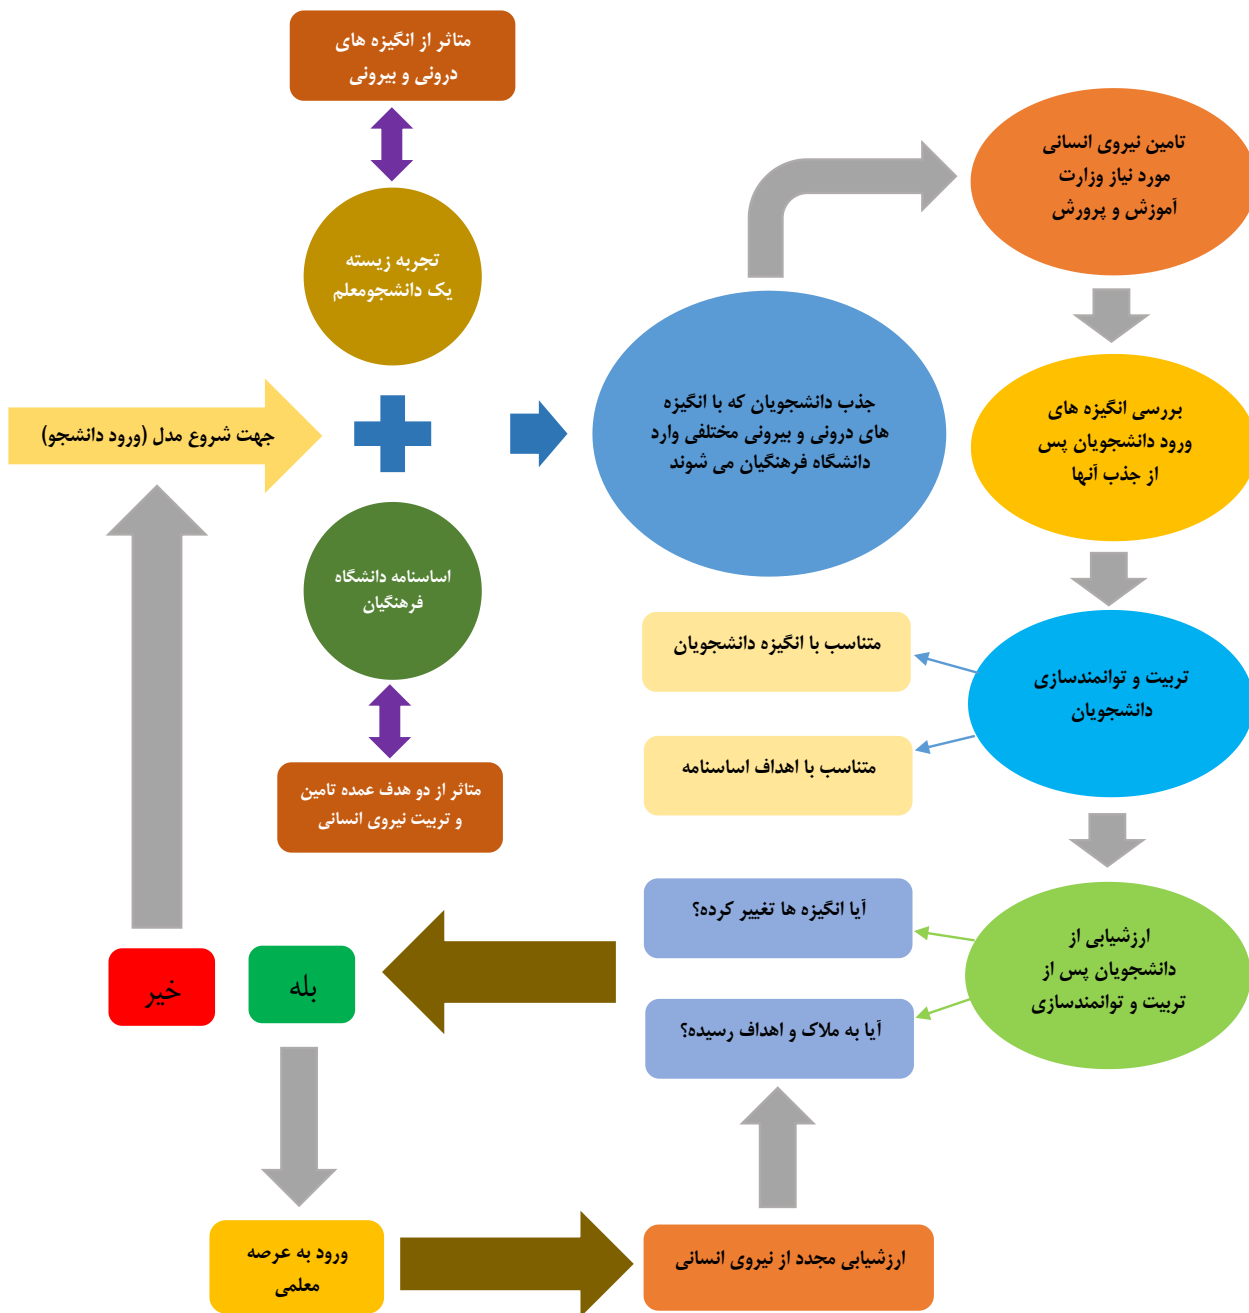 متاثر از انگیزه های
درونی و بیرونی
تجربه زیسته
یک دانشجومعلم
جهت شروع مدل (ورود دانشجو)
اساسنامه دانشگاه
فرهنگیان
متاثر از دو هدف عمده تامین
و تربیت نیروی انسانی
جذب دانشجویان که با انگیزه
های درونی و بیرونی مختلفی وارد
دانشگاه فرهنگیان می شوند
تامین نیروی انسانی
مورد نیاز وزارت
آموزش و پرورش
بررسی انگیزه های
ورود دانشجویان پس
از جذب آنها
تربیت و توانمندسازی
دانشجویان
متناسب با انگیزه دانشجویان
متناسب با اهداف اساسنامه
ارزشیابی از
دانشجویان پس از
تربیت و توانمندسازی
آیا انگیزه ها تغییر کرده؟
آیا به ملاک و اهداف رسیده؟
بله
خیر
ورود به عرصه
معلمی
ارزشیابی مجدد از نیروی انسانی